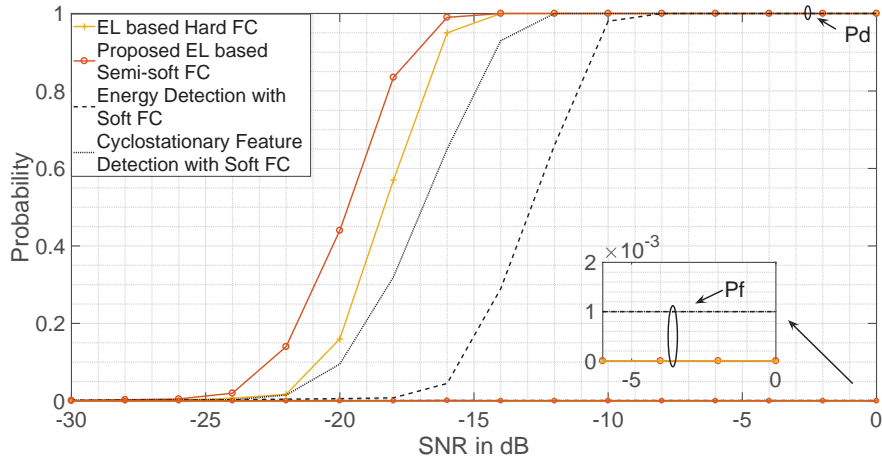 EL based Hard FC
Proposed EL based
Semi-soft FC
Energy Detection with
Soft FC
Cyclostationary Feature
Detection with Soft FC
Pd
1
0.8
0.6
0.4
0.2
0
Probability
2
×10⁻³
1
0
Pf
-5
0
-30
-25
-20
-15
-10
-5
0
SNR in dB